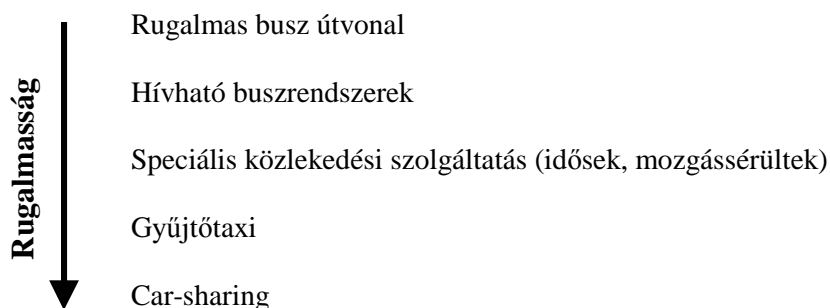 Rugalmasság
Rugalmas busz útvonal
Hívható buszrendszerek
Speciális közlekedési szolgáltatás (idősek, mozgássérültek)
Gyűjtőtaxi
Car-sharing